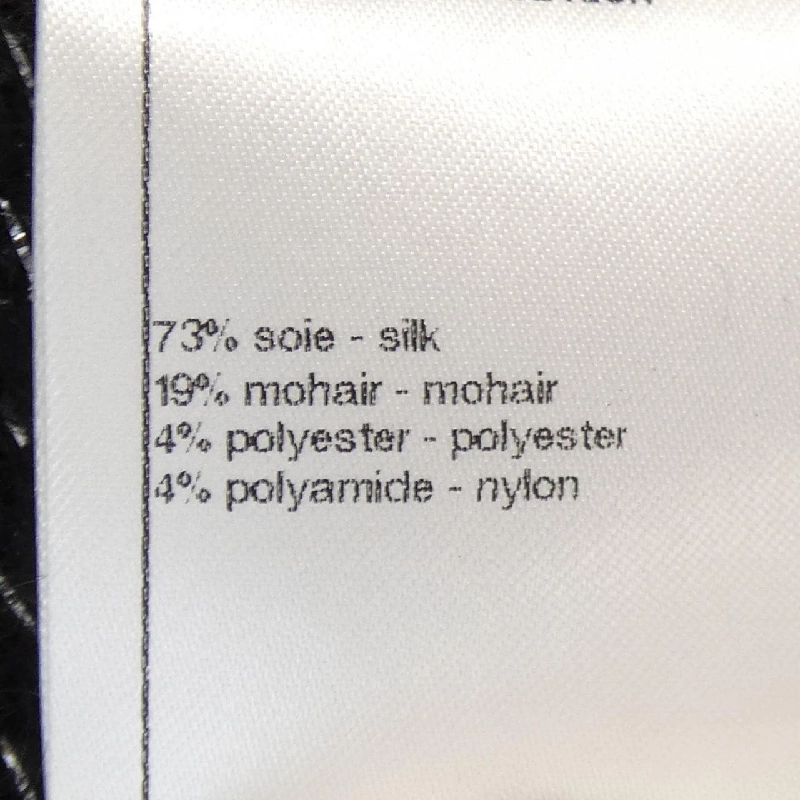 73% soie - silk
19% mohair - mohair
4% polyester - polyester
4% polyamide - nylon